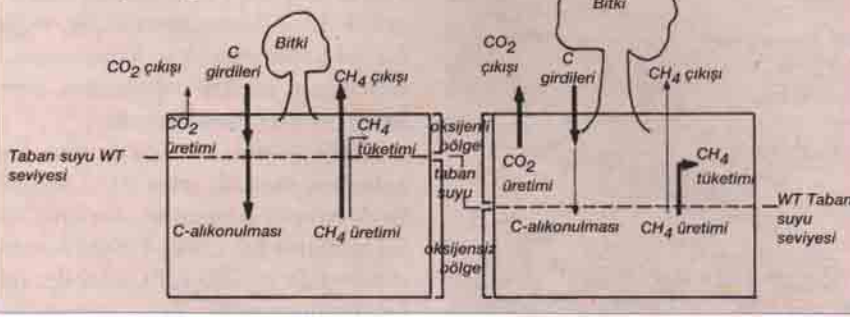 Bitki
CO2 çıkışı
C
girdileri
CH4 çıkışı
CO2
üretimi
CH4
tüketimi
Taban suyu WT
seviyesi
C-alıkonulması
CH4 üretimi
oksijenli
bölge
taban
suyu
oksijensiz
bölge
Bitki
CO2
çıkışı
C
girdileri
CH4 çıkışı
CO2
üretimi
CH4
tüketimi
C-alıkonulması
CH4 üretimi
WT Taban
suyu
seviyesi